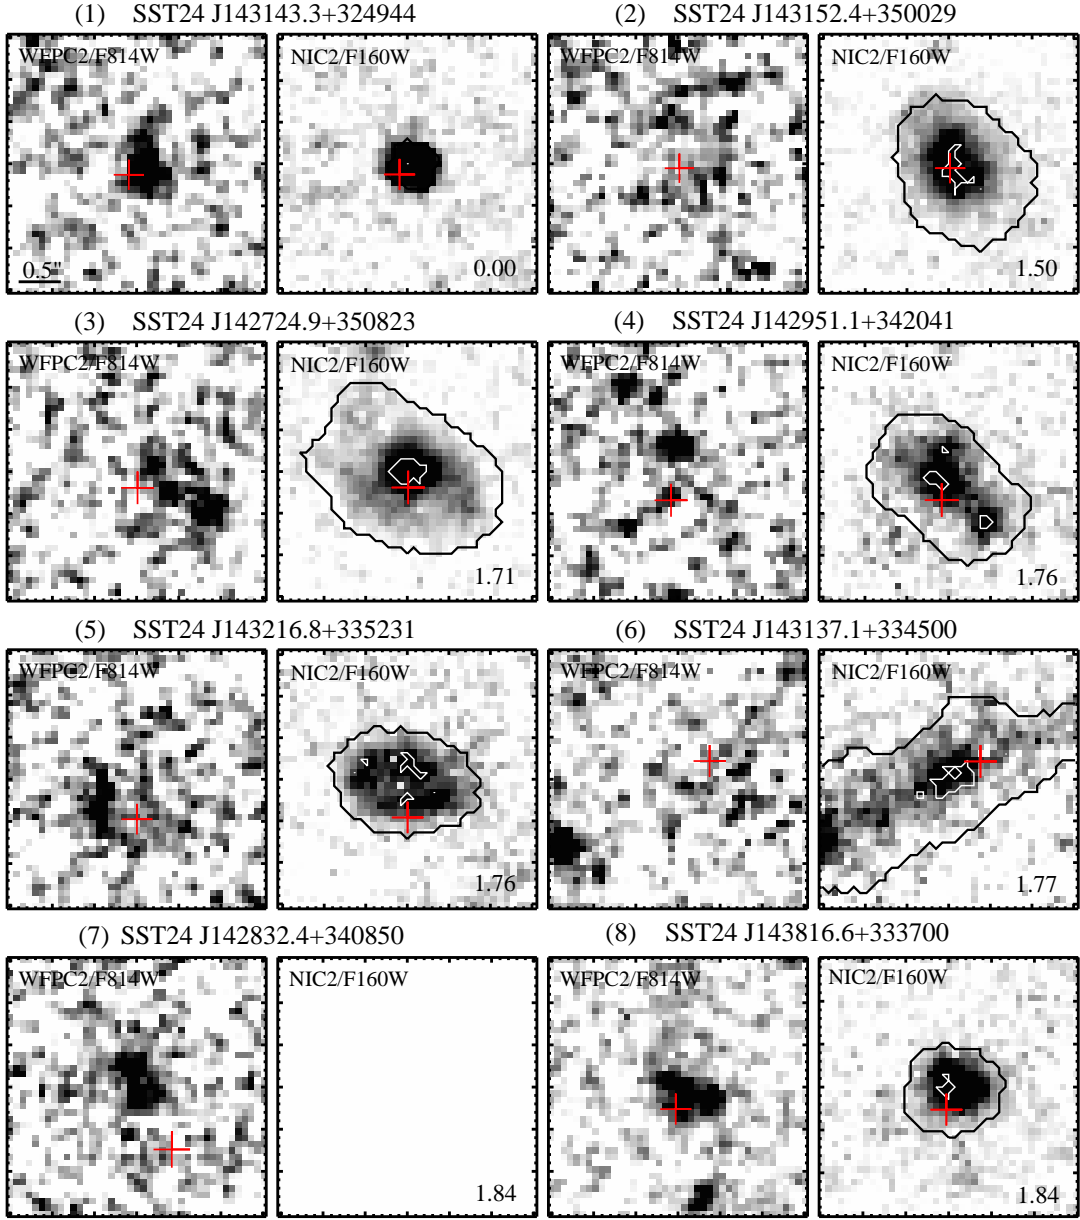 (1) SST24 J143143.3+324944
(2) SST24 J143152.4+350029
WFPC2/F814W
NIC2/F160W
WFPC2/F814W
NIC2/F160W
0.5"
0.00
1.50
(3) SST24 J142724.9+350823
(4) SST24 J142951.1+342041
WFPC2/F814W
NIC2/F160W
WFPC2/F814W
NIC2/F160W
1.71
1.76
(5) SST24 J143216.8+335231
(6) SST24 J143137.1+334500
WFPC2/F814W
NIC2/F160W
WFPC2/F814W
NIC2/F160W
1.76
1.77
(7) SST24 J142832.4+340850
(8) SST24 J143816.6+333700
WFPC2/F814W
NIC2/F160W
WFPC2/F814W
NIC2/F160W
1.84
1.84